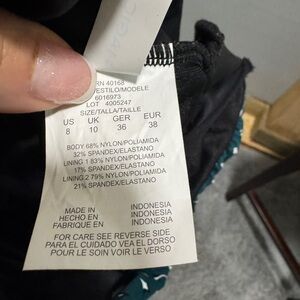 RN 40168
STYLE/ESTILO/MODELE
6016973
LOT 4005247
SIZE/TALLA/TAILLE
US UK GER EUR
8 10 36 38
BODY 68% NYLON/POLIAMIDA
32% SPANDEX/ELASTANO
LINING 1 83% NYLON/POLIAMIDA
17% SPANDEX/ELASTANO
LINING 2 79% NYLON/POLIAMIDA
21% SPANDEX/ELASTANO
MADE IN INDONESIA
HECHO EN INDONESIA
FABRIQUE EN INDONESIA
FOR CARE SEE REVERSE SIDE
PARA EL CUIDADO VEA EL DORSO
POUR LE SOIN VOIR LE VERSO